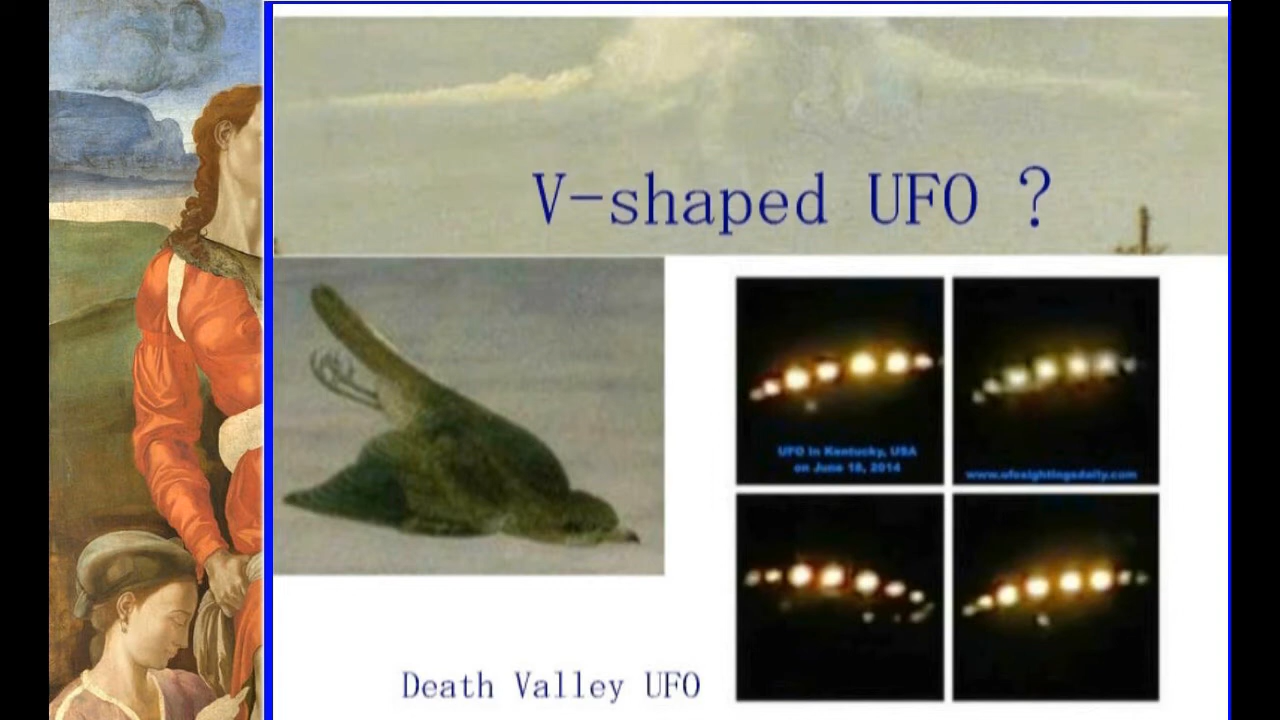 V-shaped UFO ?
UFO in Kentucky, USA
on June 18, 2014
www.ufosightingsdaily.com
Death Valley UFO